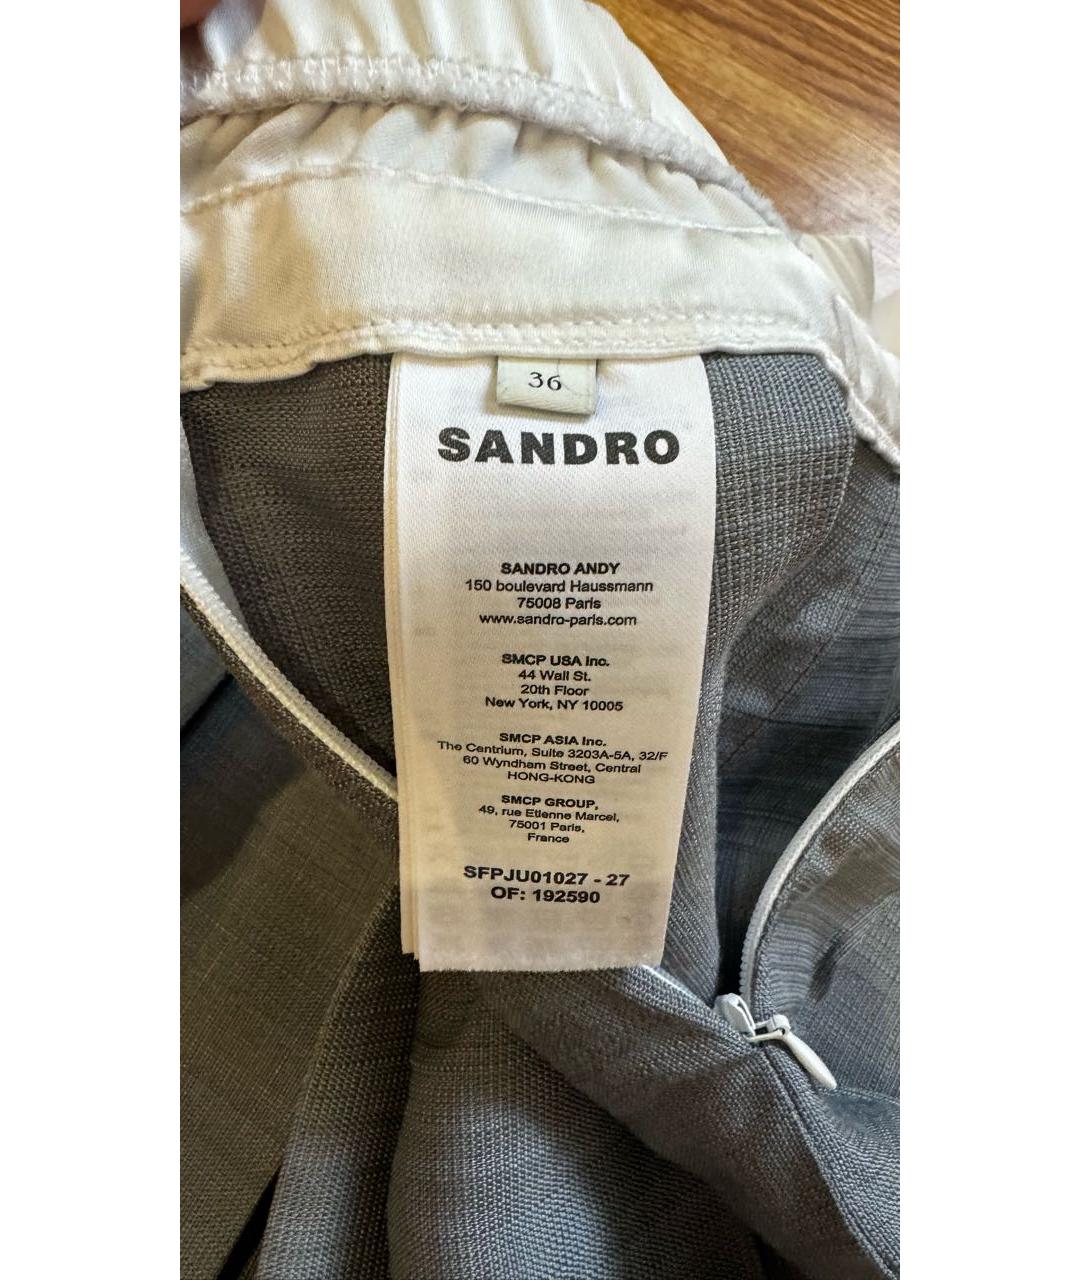 36
SANDRO
SANDRO ANDY
150 boulevard Haussmann
75008 Paris
www.sandro-paris.com
SMCP USA Inc.
44 Wall St.
20th Floor
New York, NY 10005
SMCP ASIA Inc.
The Centrium, Suite 3203A-5A, 32/F
60 Wyndham Street, Central
HONG-KONG
SMCP GROUP,
49, rue Etienne Marcel,
75001 Paris,
France
SFPJU01027 - 27
OF: 192590